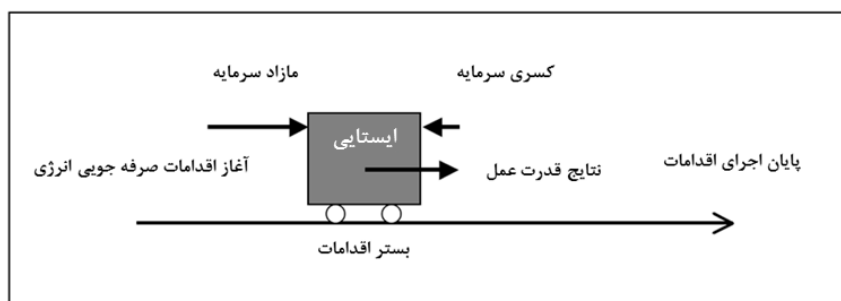 کسری سرمایه
مازاد سرمایه
ایستایی
پایان اجرای اقدامات
نتایج قدرت عمل
آغاز اقدامات صرفه جویی انرژی
بستر اقدامات